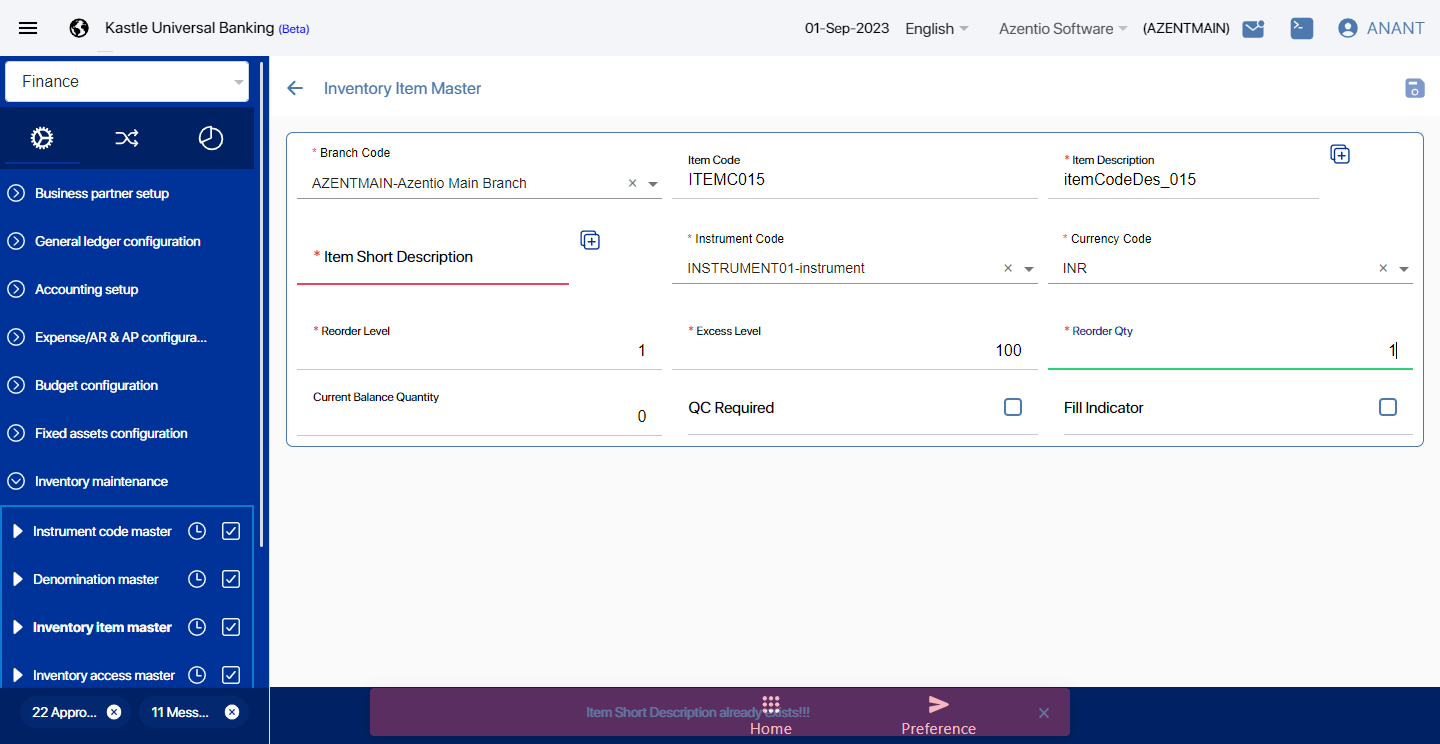 Kastle Universal Banking (Beta)
01-Sep-2023
English
Azentio Software
(AZENTMAIN)
ANANT
Finance
Business partner setup
General ledger configuration
Accounting setup
Expense/AR & AP configura...
Budget configuration
Fixed assets configuration
Inventory maintenance
Instrument code master
Denomination master
Inventory item master
Inventory access master
22 Appro...
11 Mess...
Inventory Item Master
* Branch Code
AZENTMAIN-Azentio Main Branch
Item Code
ITEMC015
* Item Description
itemCodeDes_015
* Item Short Description
* Instrument Code
INSTRUMENT01-instrument
* Currency Code
INR
* Reorder Level
1
* Excess Level
100
* Reorder Qty
1
Current Balance Quantity
0
QC Required
Fill Indicator
Item Short Description already exists!!!
Home
Preference